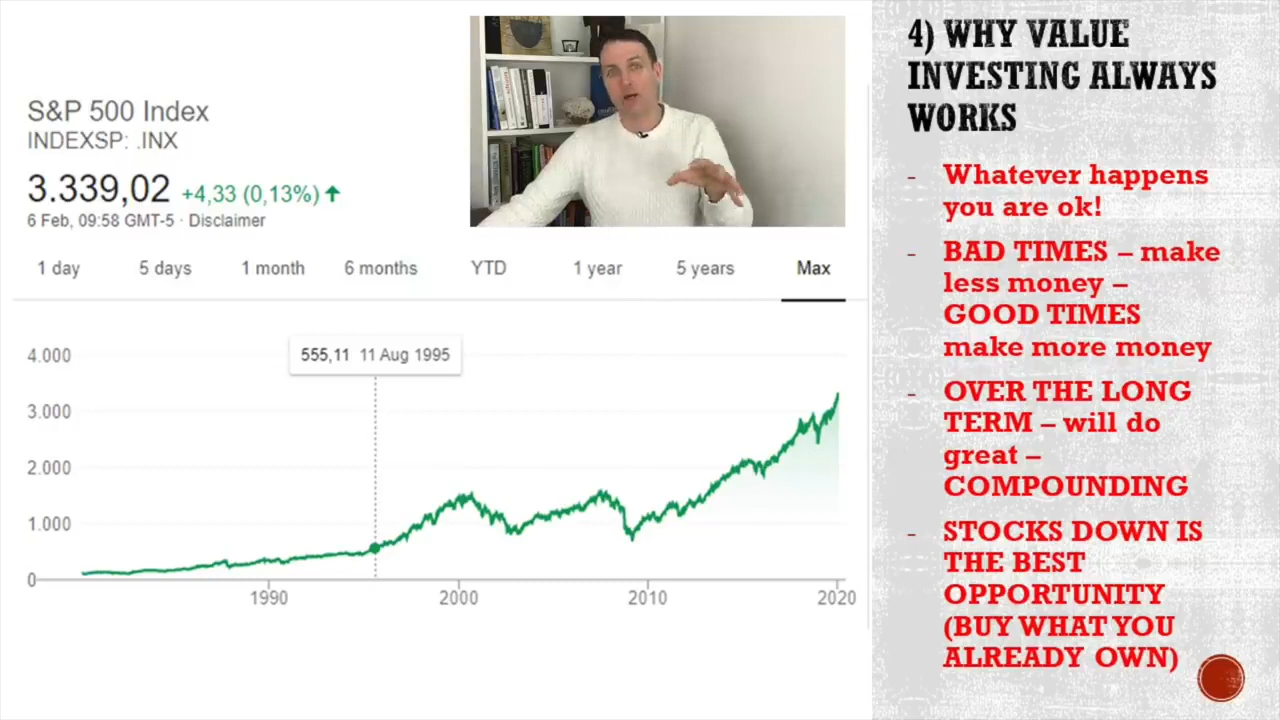 S&P 500 Index
INDEXSP: .INX
3.339,02 +4,33 (0,13%) ↑
6 Feb, 09:58 GMT-5 · Disclaimer
1 day 5 days 1 month 6 months YTD 1 year 5 years Max
555,11 11 Aug 1995
4.000
3.000
2.000
1.000
0
1990 2000 2010 2020
4) WHY VALUE
INVESTING ALWAYS
WORKS
- Whatever happens
you are ok!
- BAD TIMES – make
less money –
GOOD TIMES
make more money
- OVER THE LONG
TERM – will do
great –
COMPOUNDING
- STOCKS DOWN IS
THE BEST
OPPORTUNITY
(BUY WHAT YOU
ALREADY OWN)